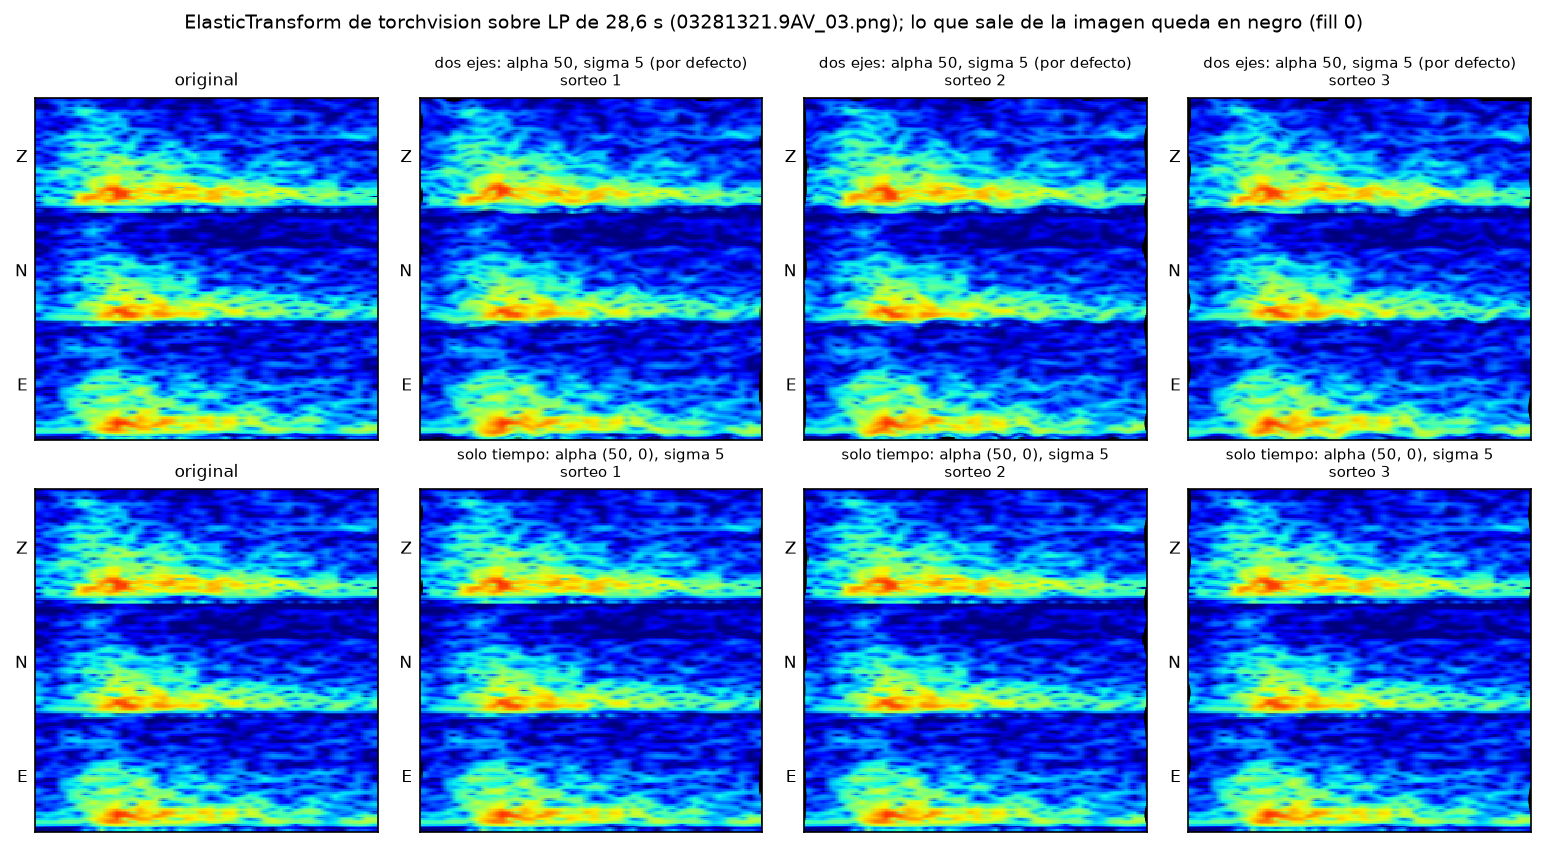 ElasticTransform de torchvision sobre LP de 28,6 s (03281321.9AV_03.png); lo que sale de la imagen queda en negro (fill 0)
original
dos ejes: alpha 50, sigma 5 (por defecto)
sorteo 1
dos ejes: alpha 50, sigma 5 (por defecto)
sorteo 2
dos ejes: alpha 50, sigma 5 (por defecto)
sorteo 3
Z
N
E
Z
N
E
Z
N
E
Z
N
E
original
solo tiempo: alpha (50, 0), sigma 5
sorteo 1
solo tiempo: alpha (50, 0), sigma 5
sorteo 2
solo tiempo: alpha (50, 0), sigma 5
sorteo 3
Z
N
E
Z
N
E
Z
N
E
Z
N
E